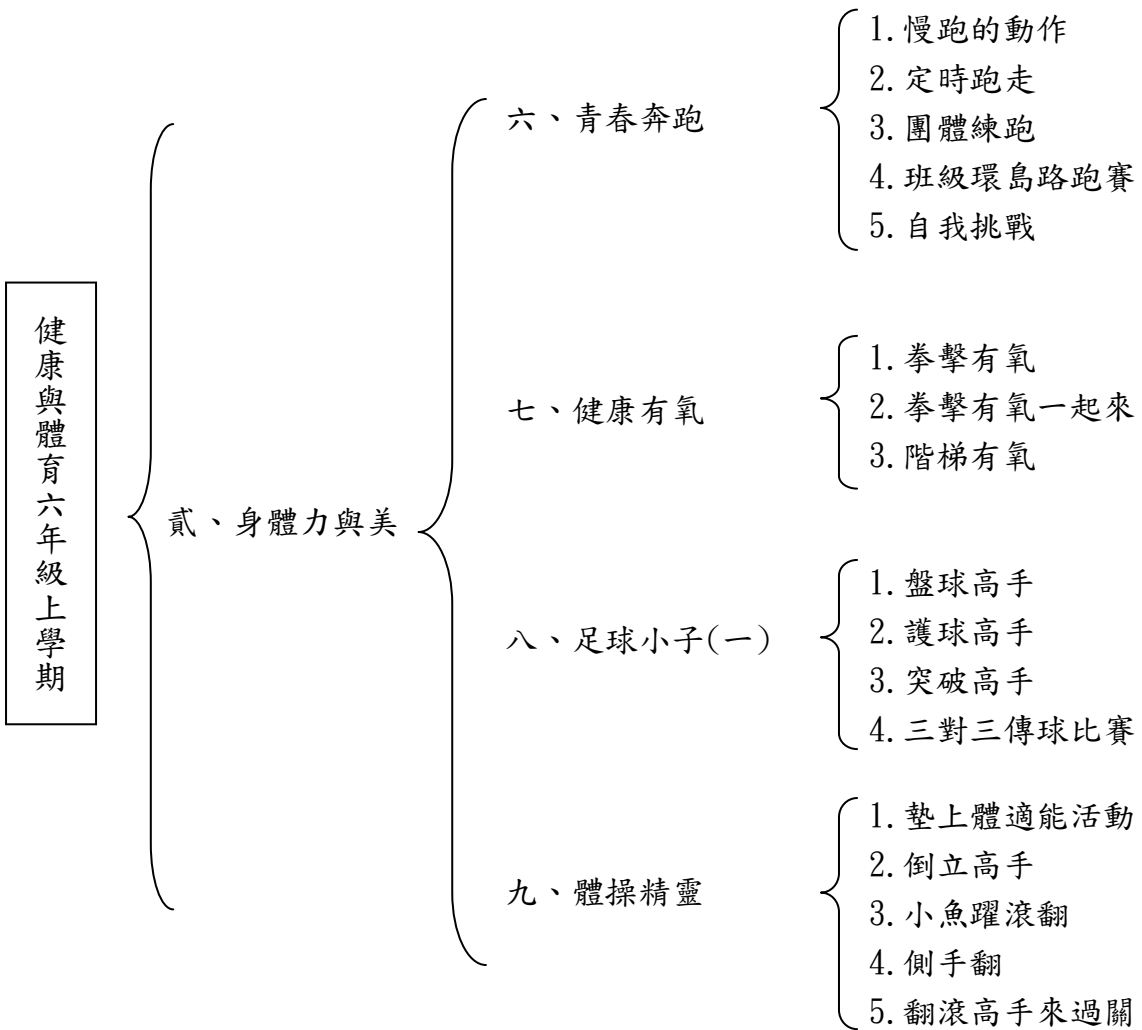 健康與體育六年級上學期
貳、身體力與美
六、青春奔跑
1.慢跑的動作
2.定時跑走
3.團體練跑
4.班級環島路跑賽
5.自我挑戰
七、健康有氧
1.拳擊有氧
2.拳擊有氧一起來
3.階梯有氧
八、足球小子(一)
1.盤球高手
2.護球高手
3.突破高手
4.三對三傳球比賽
九、體操精靈
1.墊上體適能活動
2.倒立高手
3.小魚躍滾翻
4.側手翻
5.翻滾高手來過關